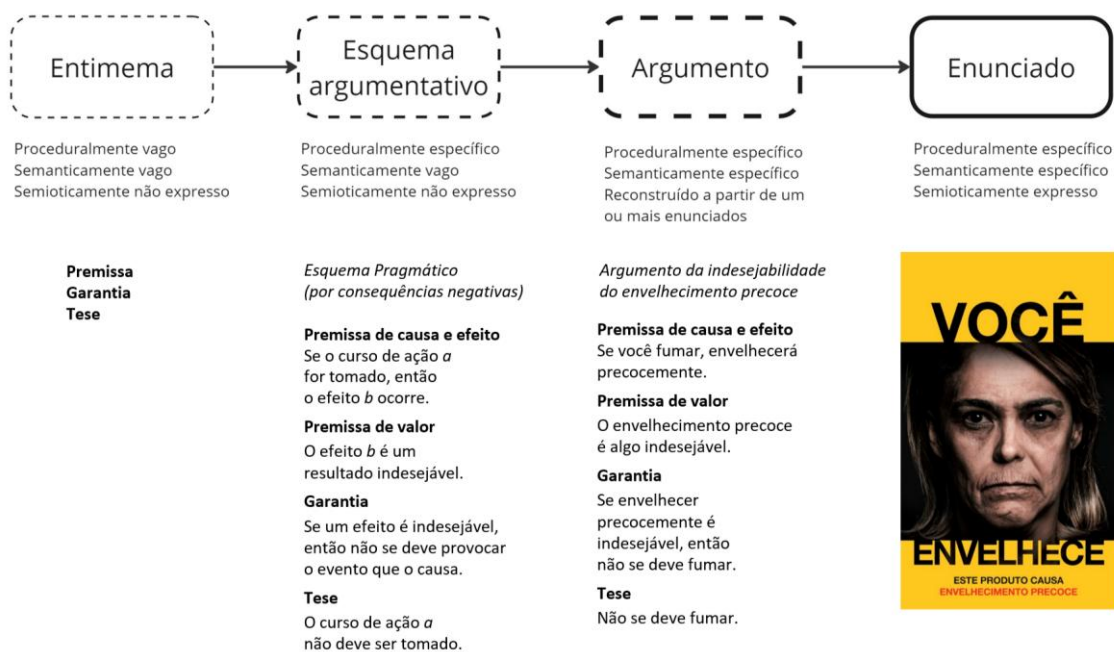 Entimema
Esquema
argumentativo
Argumento
Enunciado
Proceduralmente vago
Semanticamente vago
Semioticamente não expresso
Proceduralmente específico
Semanticamente vago
Semioticamente não expresso
Proceduralmente específico
Semanticamente específico
Reconstruído a partir de um
ou mais enunciados
Proceduralmente específico
Semanticamente específico
Semioticamente expresso
Premissa
Garantia
Tese
Esquema Pragmático
(por consequências negativas)
Premissa de causa e efeito
Se o curso de ação a
for tomado, então
o efeito b ocorre.
Premissa de valor
O efeito b é um
resultado indesejável.
Garantia
Se um efeito é indesejável,
então não se deve provocar
o evento que o causa.
Tese
O curso de ação a
não deve ser tomado.
Argumento da indesejabilidade
do envelhecimento precoce
Premissa de causa e efeito
Se você fumar, envelhecerá
precocemente.
Premissa de valor
O envelhecimento precoce
é algo indesejável.
Garantia
Se envelhecer
precocemente é
indesejável, então
não se deve fumar.
Tese
Não se deve fumar.
VOCÊ
ENVELHECE
ESTE PRODUTO CAUSA
ENVELHECIMENTO PRECOCE